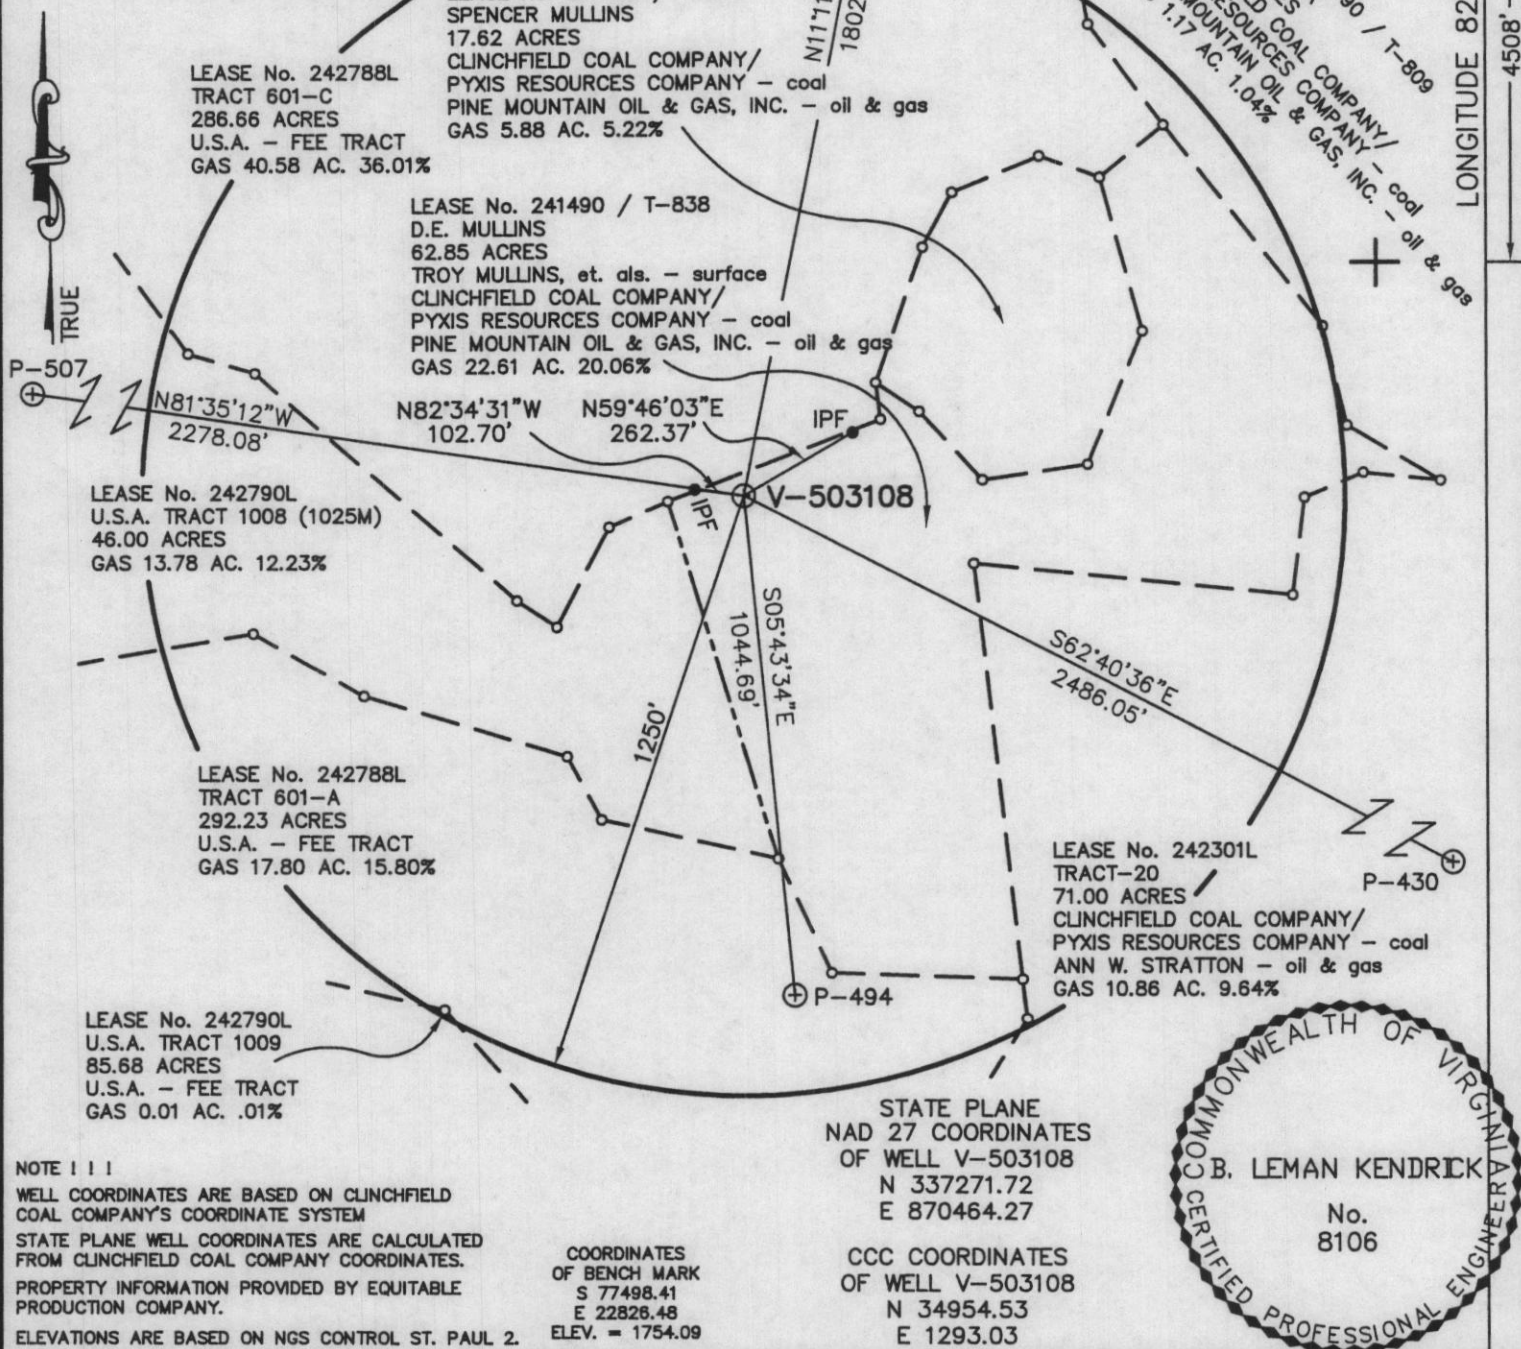 SPENCER MULLINS
17.62 ACRES
CLINCHFIELD COAL COMPANY/
PYXIS RESOURCES COMPANY – coal
PINE MOUNTAIN OIL & GAS, INC. – oil & gas
GAS 5.88 AC. 5.22%
N11°11
1802
90 / T-809
COAL COMPANY/
RESOURCES COMPANY – coal
MOUNTAIN OIL & GAS, INC. – oil & gas
1.17 AC. 1.04%
LONGITUDE 82
4508'
LEASE No. 242788L
TRACT 601-C
286.66 ACRES
U.S.A. – FEE TRACT
GAS 40.58 AC. 36.01%
TRUE
LEASE No. 241490 / T-838
D.E. MULLINS
62.85 ACRES
TROY MULLINS, et. als. – surface
CLINCHFIELD COAL COMPANY/
PYXIS RESOURCES COMPANY – coal
PINE MOUNTAIN OIL & GAS, INC. – oil & gas
GAS 22.61 AC. 20.06%
P-507
N81°35'12"W
2278.08'
N82°34'31"W
102.70'
N59°46'03"E
262.37'
IPF
IPF
V-503108
LEASE No. 242790L
U.S.A. TRACT 1008 (1025M)
46.00 ACRES
GAS 13.78 AC. 12.23%
S05°43'34"E
1044.69'
S62°40'36"E
2486.05'
1250'
LEASE No. 242788L
TRACT 601-A
292.23 ACRES
U.S.A. – FEE TRACT
GAS 17.80 AC. 15.80%
P-430
LEASE No. 242301L
TRACT-20
71.00 ACRES
CLINCHFIELD COAL COMPANY/
PYXIS RESOURCES COMPANY – coal
ANN W. STRATTON – oil & gas
GAS 10.86 AC. 9.64%
P-494
LEASE No. 242790L
U.S.A. TRACT 1009
85.68 ACRES
U.S.A. – FEE TRACT
GAS 0.01 AC. .01%
STATE PLANE
NAD 27 COORDINATES
OF WELL V-503108
N 337271.72
E 870464.27
CCC COORDINATES
OF WELL V-503108
N 34954.53
E 1293.03
NOTE ! ! !
WELL COORDINATES ARE BASED ON CLINCHFIELD
COAL COMPANY'S COORDINATE SYSTEM
STATE PLANE WELL COORDINATES ARE CALCULATED
FROM CLINCHFIELD COAL COMPANY COORDINATES.
PROPERTY INFORMATION PROVIDED BY EQUITABLE
PRODUCTION COMPANY.
ELEVATIONS ARE BASED ON NGS CONTROL ST. PAUL 2.
COORDINATES
OF BENCH MARK
S 77498.41
E 22826.48
ELEV. = 1754.09
COMMONWEALTH OF VIRGINIA
B. LEMAN KENDRICK
No.
8106
CERTIFIED PROFESSIONAL ENGINEER